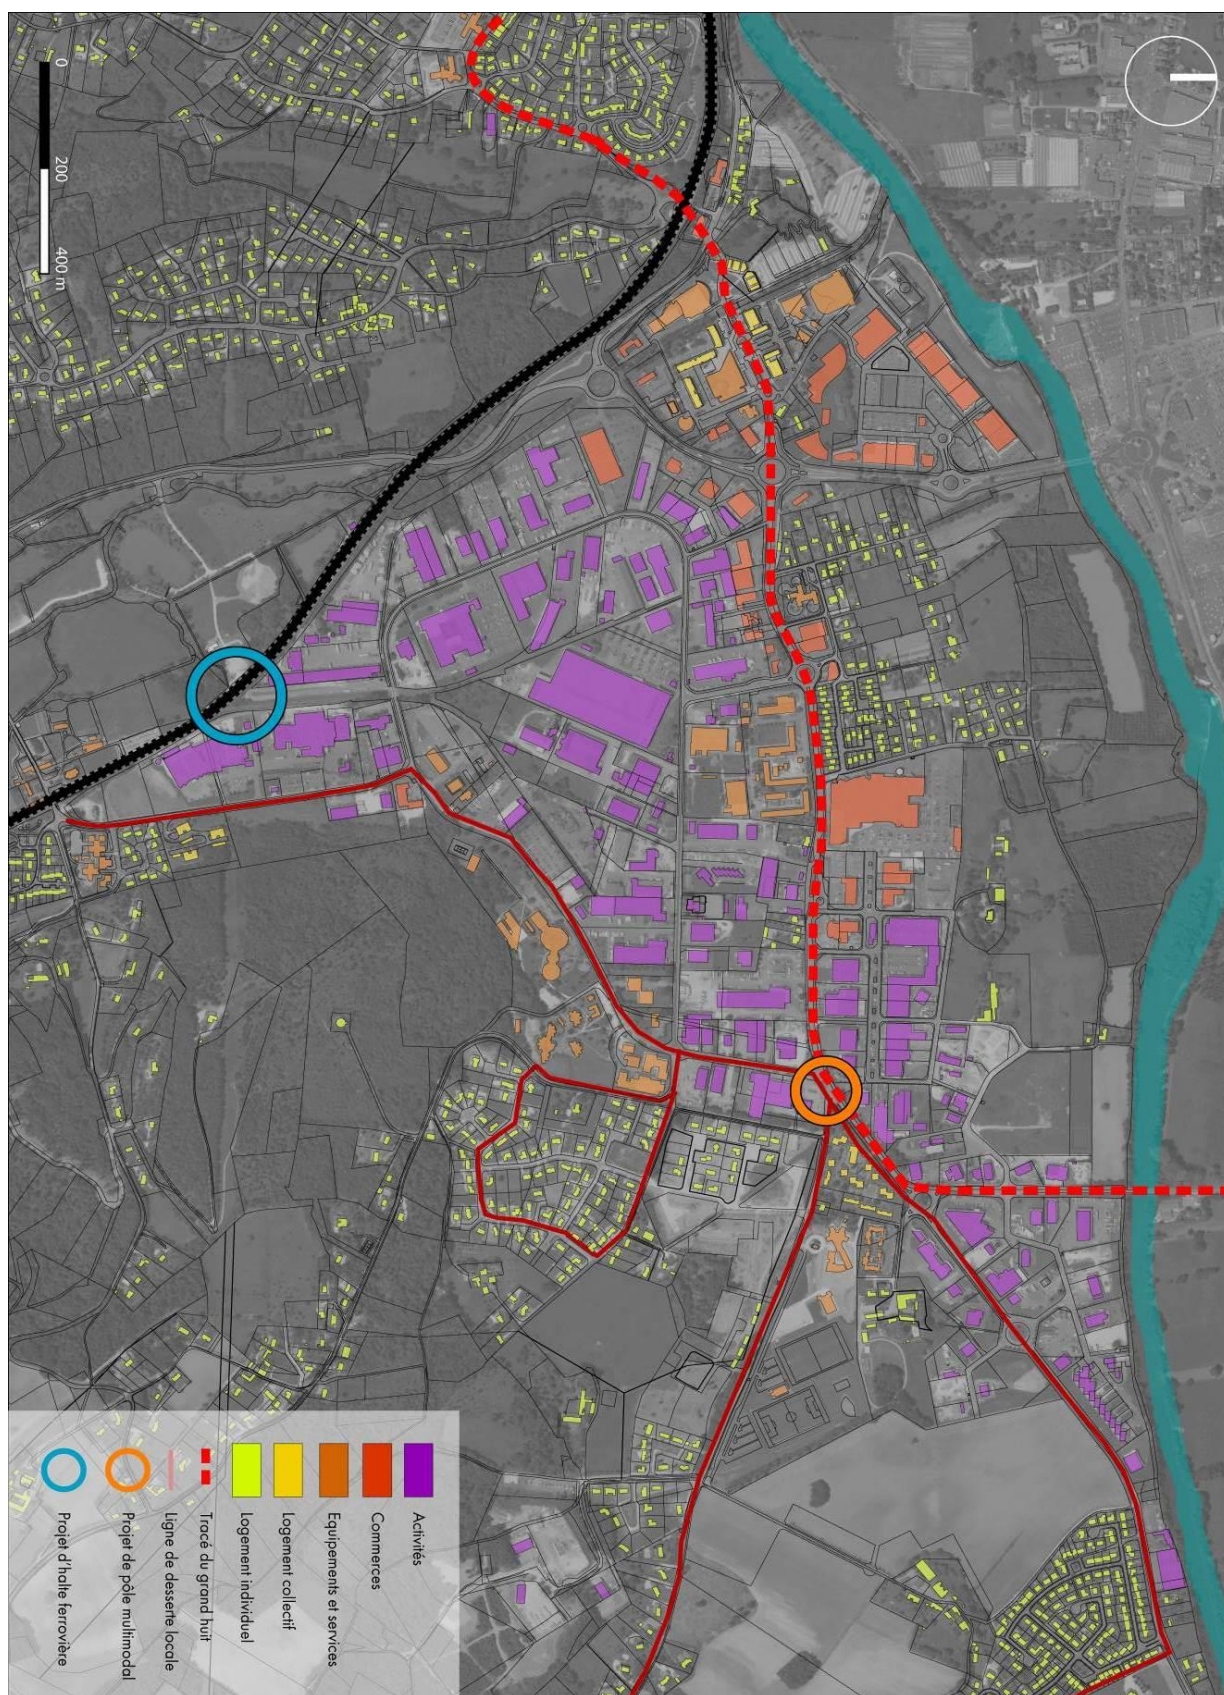 0
200
400 m
Activités
Commerces
Equipements et services
Logement collectif
Logement individuel
Tracé du grand huit
Ligne de desserte locale
Projet de pôle multimodal
Projet d'halte ferrovière